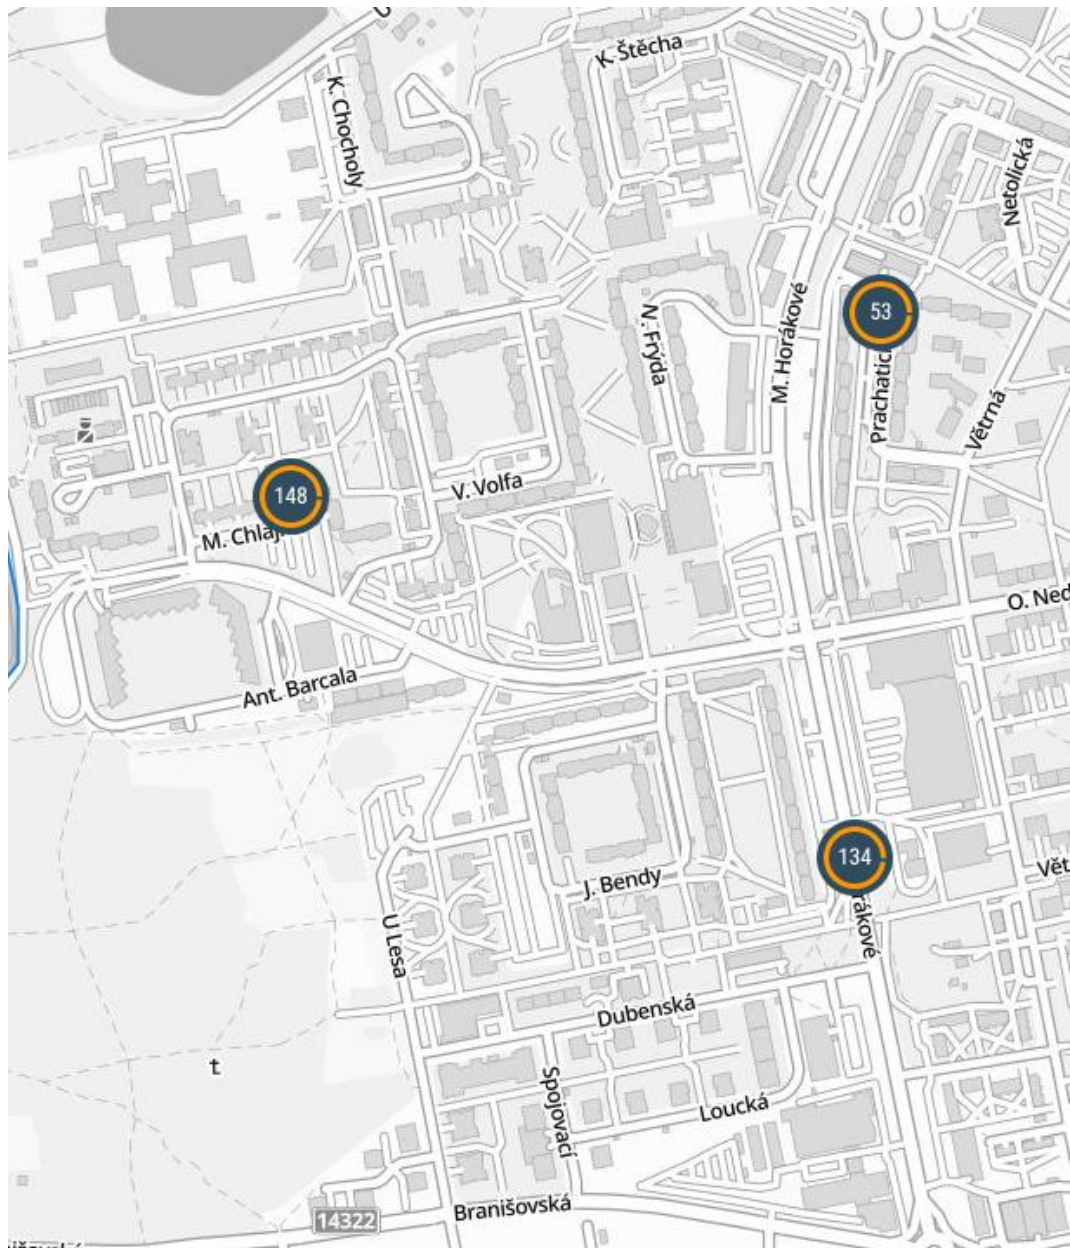 K. Štěcha
K. Chocholy
Netolická
53
M. Horákové
N. Frýda
Prachatic
Větrná
V. Volfa
148
M. Chlaj
O. Ned
Ant. Barcala
134
Vět
J. Bendy
U Lesa
rákové
Dubenská
t
Spojovací
Loucká
Branišovská
14322